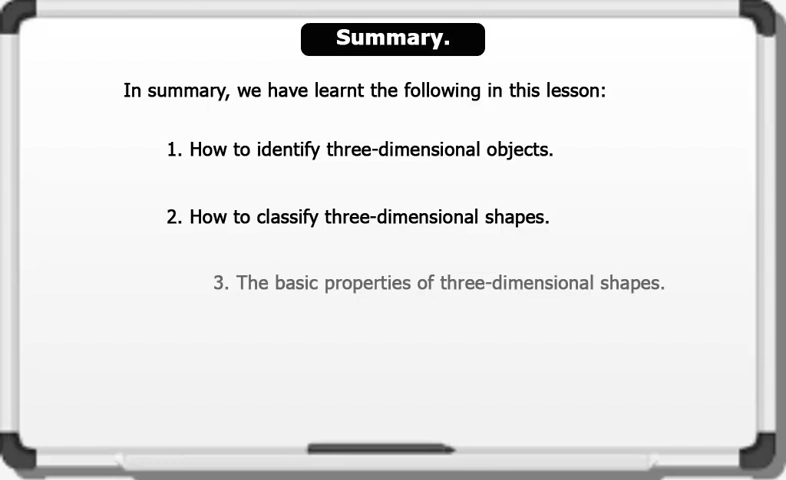 Summary.
In summary, we have learnt the following in this lesson:
1. How to identify three-dimensional objects.
2. How to classify three-dimensional shapes.
3. The basic properties of three-dimensional shapes.